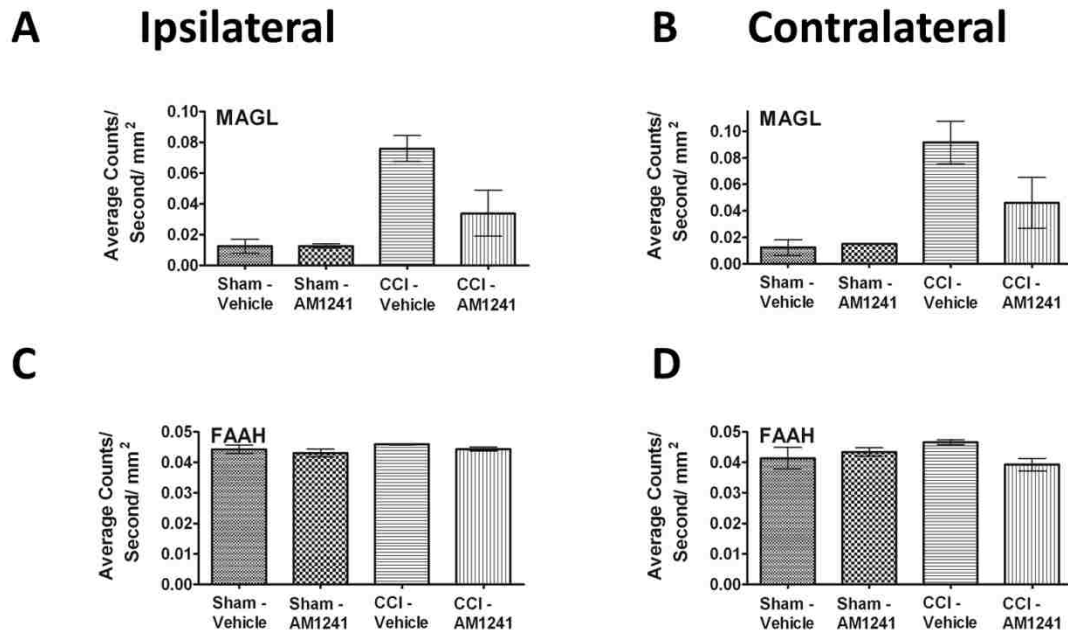 A Ipsilateral
B Contralateral
MAGL
Average Counts/
Second/ mm²
0.10
0.08
0.06
0.04
0.02
0.00
Sham -
Vehicle
Sham -
AM1241
CCI -
Vehicle
CCI -
AM1241
MAGL
Average Counts/
Second/ mm²
0.10
0.08
0.06
0.04
0.02
0.00
Sham -
Vehicle
Sham -
AM1241
CCI -
Vehicle
CCI -
AM1241
C
D
FAAH
Average Counts/
Second/ mm²
0.05
0.04
0.03
0.02
0.01
0.00
Sham -
Vehicle
Sham -
AM1241
CCI -
Vehicle
CCI -
AM1241
FAAH
Average Counts/
Second/ mm²
0.05
0.04
0.03
0.02
0.01
0.00
Sham -
Vehicle
Sham -
AM1241
CCI -
Vehicle
CCI -
AM1241